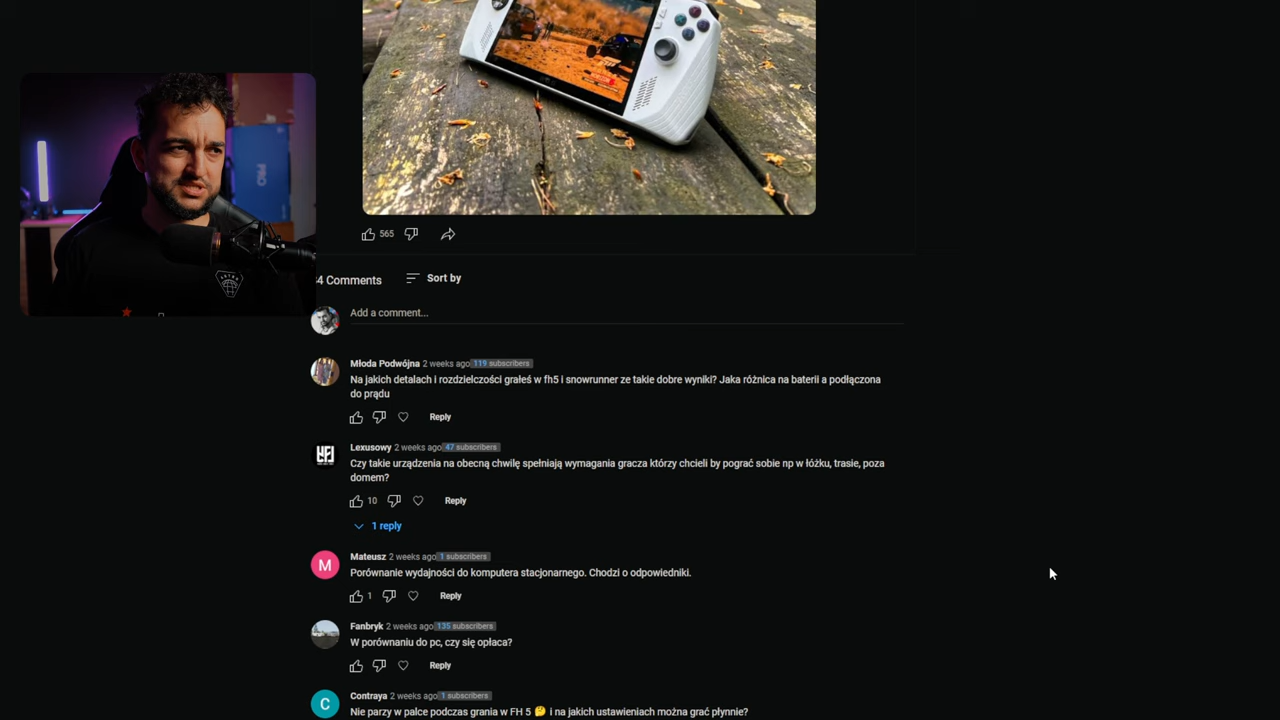 PRO
565
4 Comments
Sort by
Add a comment...
Młoda Podwójna 2 weeks ago 119 subscribers
Na jakich detalach i rozdzielczości grałeś w fh5 i snowrunner ze takie dobre wyniki? Jaka różnica na baterii a podłączona
do prądu
Reply
Lexusowy 2 weeks ago 47 subscribers
Czy takie urządzenia na obecną chwilę spełniają wymagania gracza którzy chcieli by pograć sobie np w łóżku, trasie, poza
domem?
10 Reply
1 reply
M
Mateusz 2 weeks ago 1 subscribers
Porównanie wydajności do komputera stacjonarnego. Chodzi o odpowiedniki.
1 Reply
Fanbryk 2 weeks ago 135 subscribers
W porównaniu do pc, czy się opłaca?
Reply
C
Contraya 2 weeks ago 1 subscribers
Nie parzy w palce podczas grania w FH 5 🤔 i na jakich ustawieniach można grać płynnie?